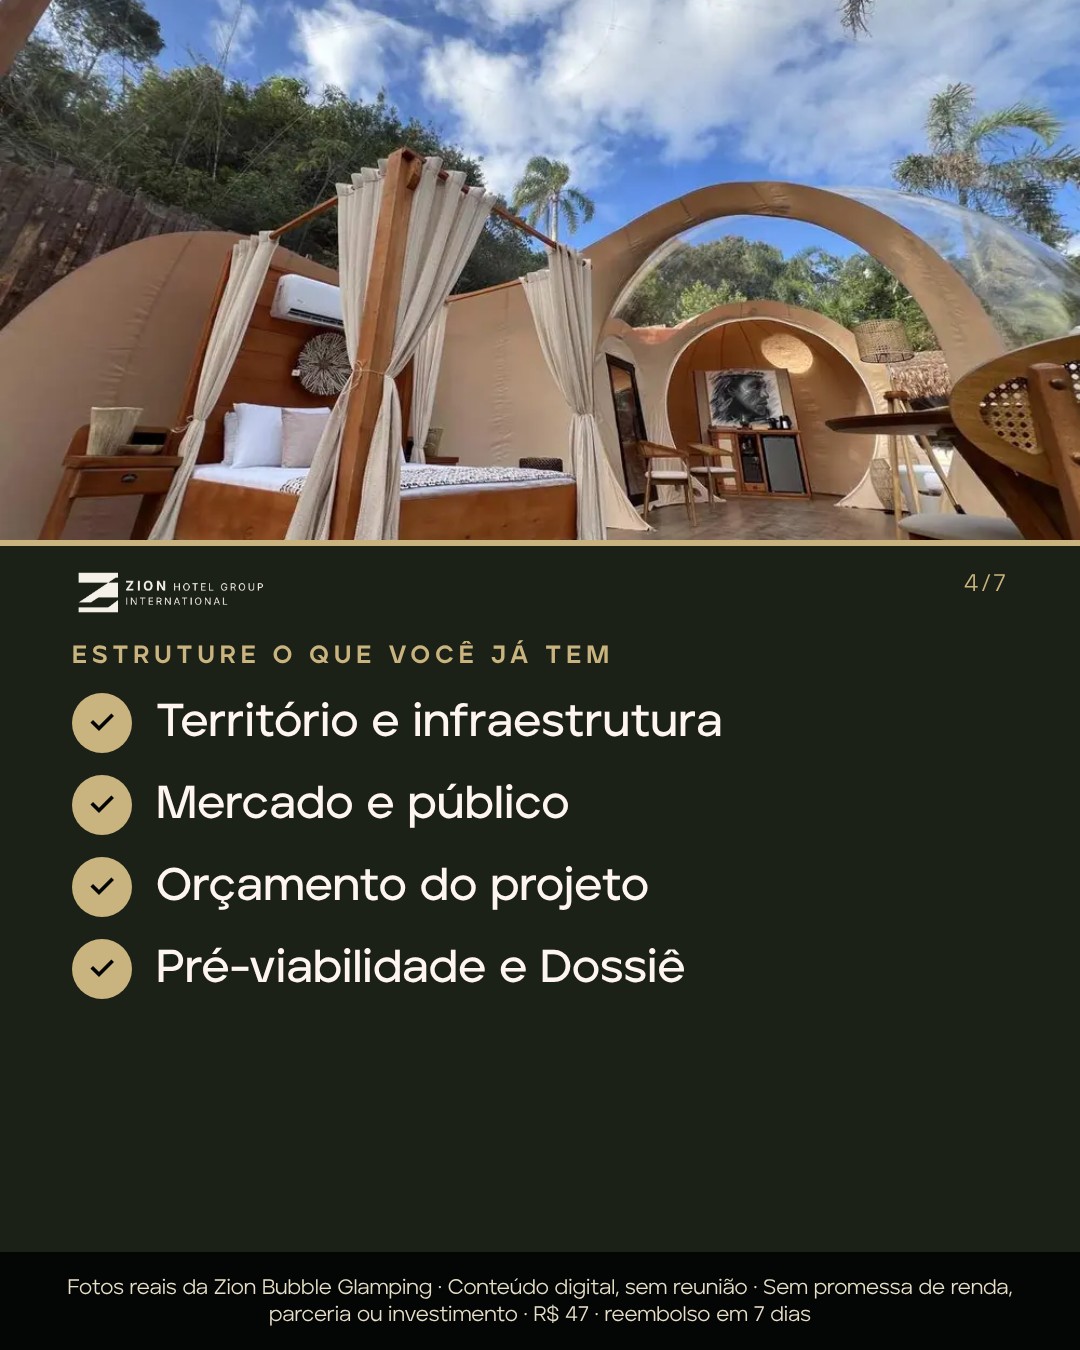 ZION HOTEL GROUP
INTERNATIONAL
4/7
ESTRUTURE O QUE VOCÊ JÁ TEM
Território e infraestrutura
Mercado e público
Orçamento do projeto
Pré-viabilidade e Dossiê
Fotos reais da Zion Bubble Glamping · Conteúdo digital, sem reunião · Sem promessa de renda,
parceria ou investimento · R$ 47 · reembolso em 7 dias